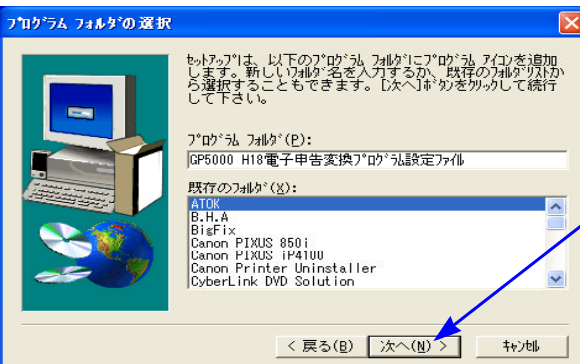 ﾌﾟﾛｸﾞﾗﾑ ﾌｫﾙﾀﾞの選択
ｾｯﾄｱｯﾌﾟは、以下のﾌﾟﾛｸﾞﾗﾑ ﾌｫﾙﾀﾞにﾌﾟﾛｸﾞﾗﾑ ｱｲｺﾝを追加
します。新しいﾌｫﾙﾀﾞ名を入力するか、既存のﾌｫﾙﾀﾞﾘｽﾄか
ら選択することもできます。[次へ]ﾎﾞﾀﾝをｸﾘｯｸして続行
して下さい。
ﾌﾟﾛｸﾞﾗﾑ ﾌｫﾙﾀﾞ(P):
GP5000 H18電子申告変換ﾌﾟﾛｸﾞﾗﾑ設定ﾌｧｲﾙ
既存のﾌｫﾙﾀﾞ(X):
ATOK
B.H.A
BigFix
Canon PIXUS 850i
Canon PIXUS iP4100
Canon Printer Uninstaller
CyberLink DVD Solution
< 戻る(B) 次へ(N) > ｷｬﾝｾﾙ